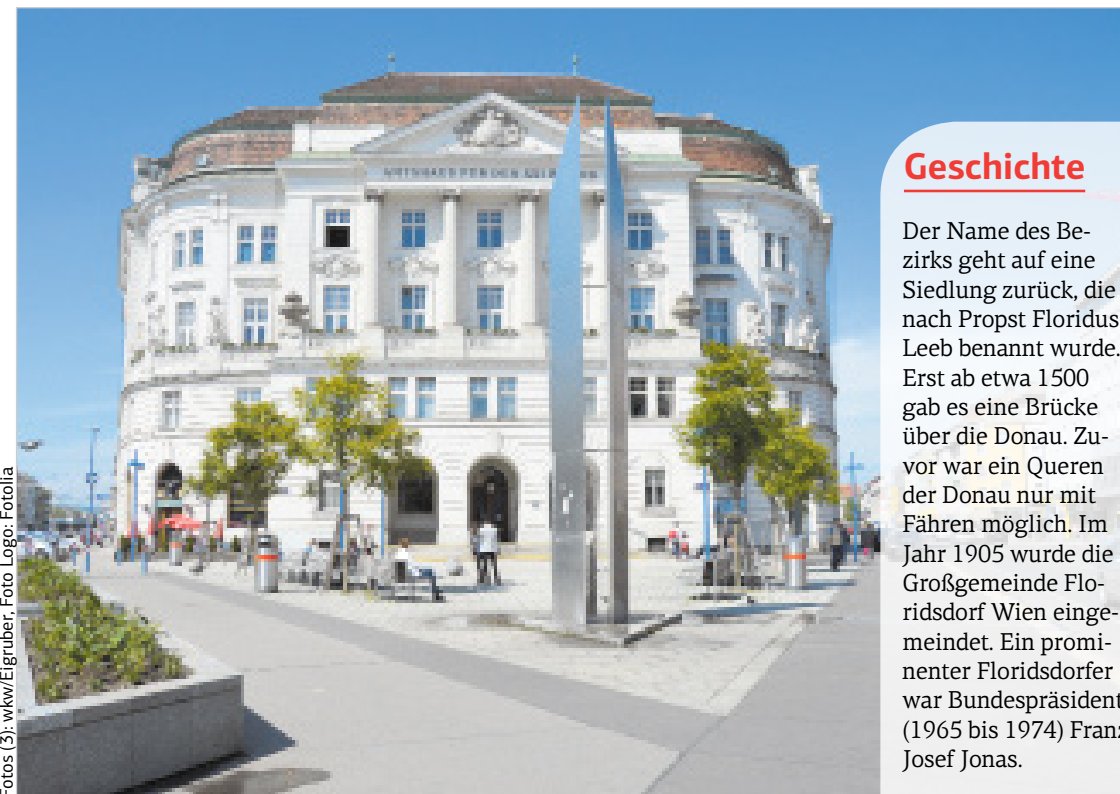 Geschichte
Der Name des Be-
zirks geht auf eine
Siedlung zurück, die
nach Propst Floridus
Leeb benannt wurde.
Erst ab etwa 1500
gab es eine Brücke
über die Donau. Zu-
vor war ein Queren
der Donau nur mit
Fähren möglich. Im
Jahr 1905 wurde die
Großgemeinde Flo-
ridsdorf Wien einge-
meindet. Ein promi-
nenter Floridsdorfer
war Bundespräsident
(1965 bis 1974) Franz
Josef Jonas.
Fotos (3): wkw/Eigruber, Foto Logo: Fotolia
AMTSHAUS FÜR DEN